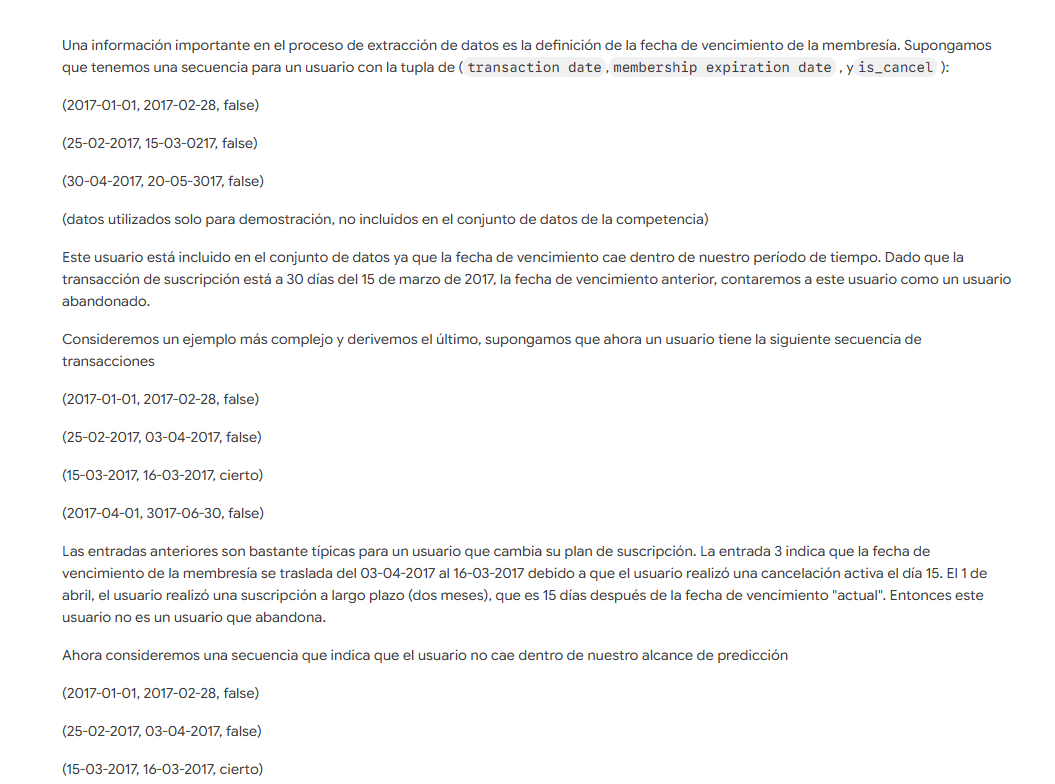 Una información importante en el proceso de extracción de datos es la definición de la fecha de vencimiento de la membresía. Supongamos
que tenemos una secuencia para un usuario con la tupla de ( transaction date , membership expiration date , y is_cancel ):
(2017-01-01, 2017-02-28, false)
(25-02-2017, 15-03-0217, false)
(30-04-2017, 20-05-3017, false)
(datos utilizados solo para demostración, no incluidos en el conjunto de datos de la competencia)
Este usuario está incluido en el conjunto de datos ya que la fecha de vencimiento cae dentro de nuestro período de tiempo. Dado que la
transacción de suscripción está a 30 días del 15 de marzo de 2017, la fecha de vencimiento anterior, contaremos a este usuario como un usuario
abandonado.
Consideremos un ejemplo más complejo y derivemos el último, supongamos que ahora un usuario tiene la siguiente secuencia de
transacciones
(2017-01-01, 2017-02-28, false)
(25-02-2017, 03-04-2017, false)
(15-03-2017, 16-03-2017, cierto)
(2017-04-01, 3017-06-30, false)
Las entradas anteriores son bastante típicas para un usuario que cambia su plan de suscripción. La entrada 3 indica que la fecha de
vencimiento de la membresía se traslada del 03-04-2017 al 16-03-2017 debido a que el usuario realizó una cancelación activa el día 15. El 1 de
abril, el usuario realizó una suscripción a largo plazo (dos meses), que es 15 días después de la fecha de vencimiento "actual". Entonces este
usuario no es un usuario que abandona.
Ahora consideremos una secuencia que indica que el usuario no cae dentro de nuestro alcance de predicción
(2017-01-01, 2017-02-28, false)
(25-02-2017, 03-04-2017, false)
(15-03-2017, 16-03-2017, cierto)